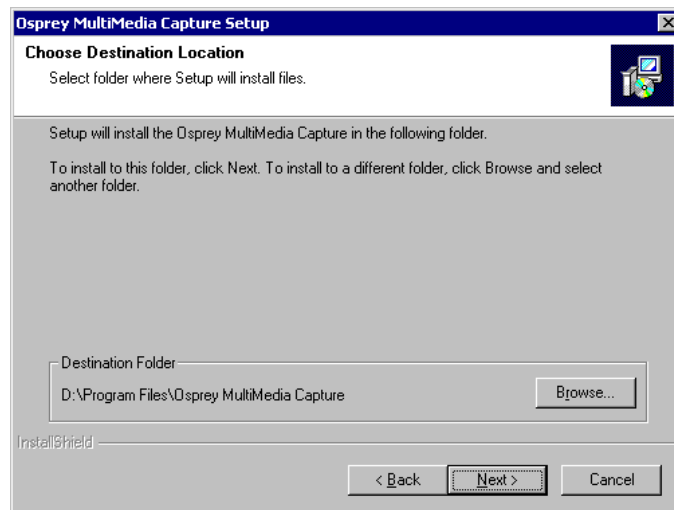 Osprey MultiMedia Capture Setup
Choose Destination Location
Select folder where Setup will install files.
Setup will install the Osprey MultiMedia Capture in the following folder.
To install to this folder, click Next. To install to a different folder, click Browse and select
another folder.
Destination Folder
D:\Program Files\Osprey MultiMedia Capture
Browse...
InstallShield
< Back
Next >
Cancel